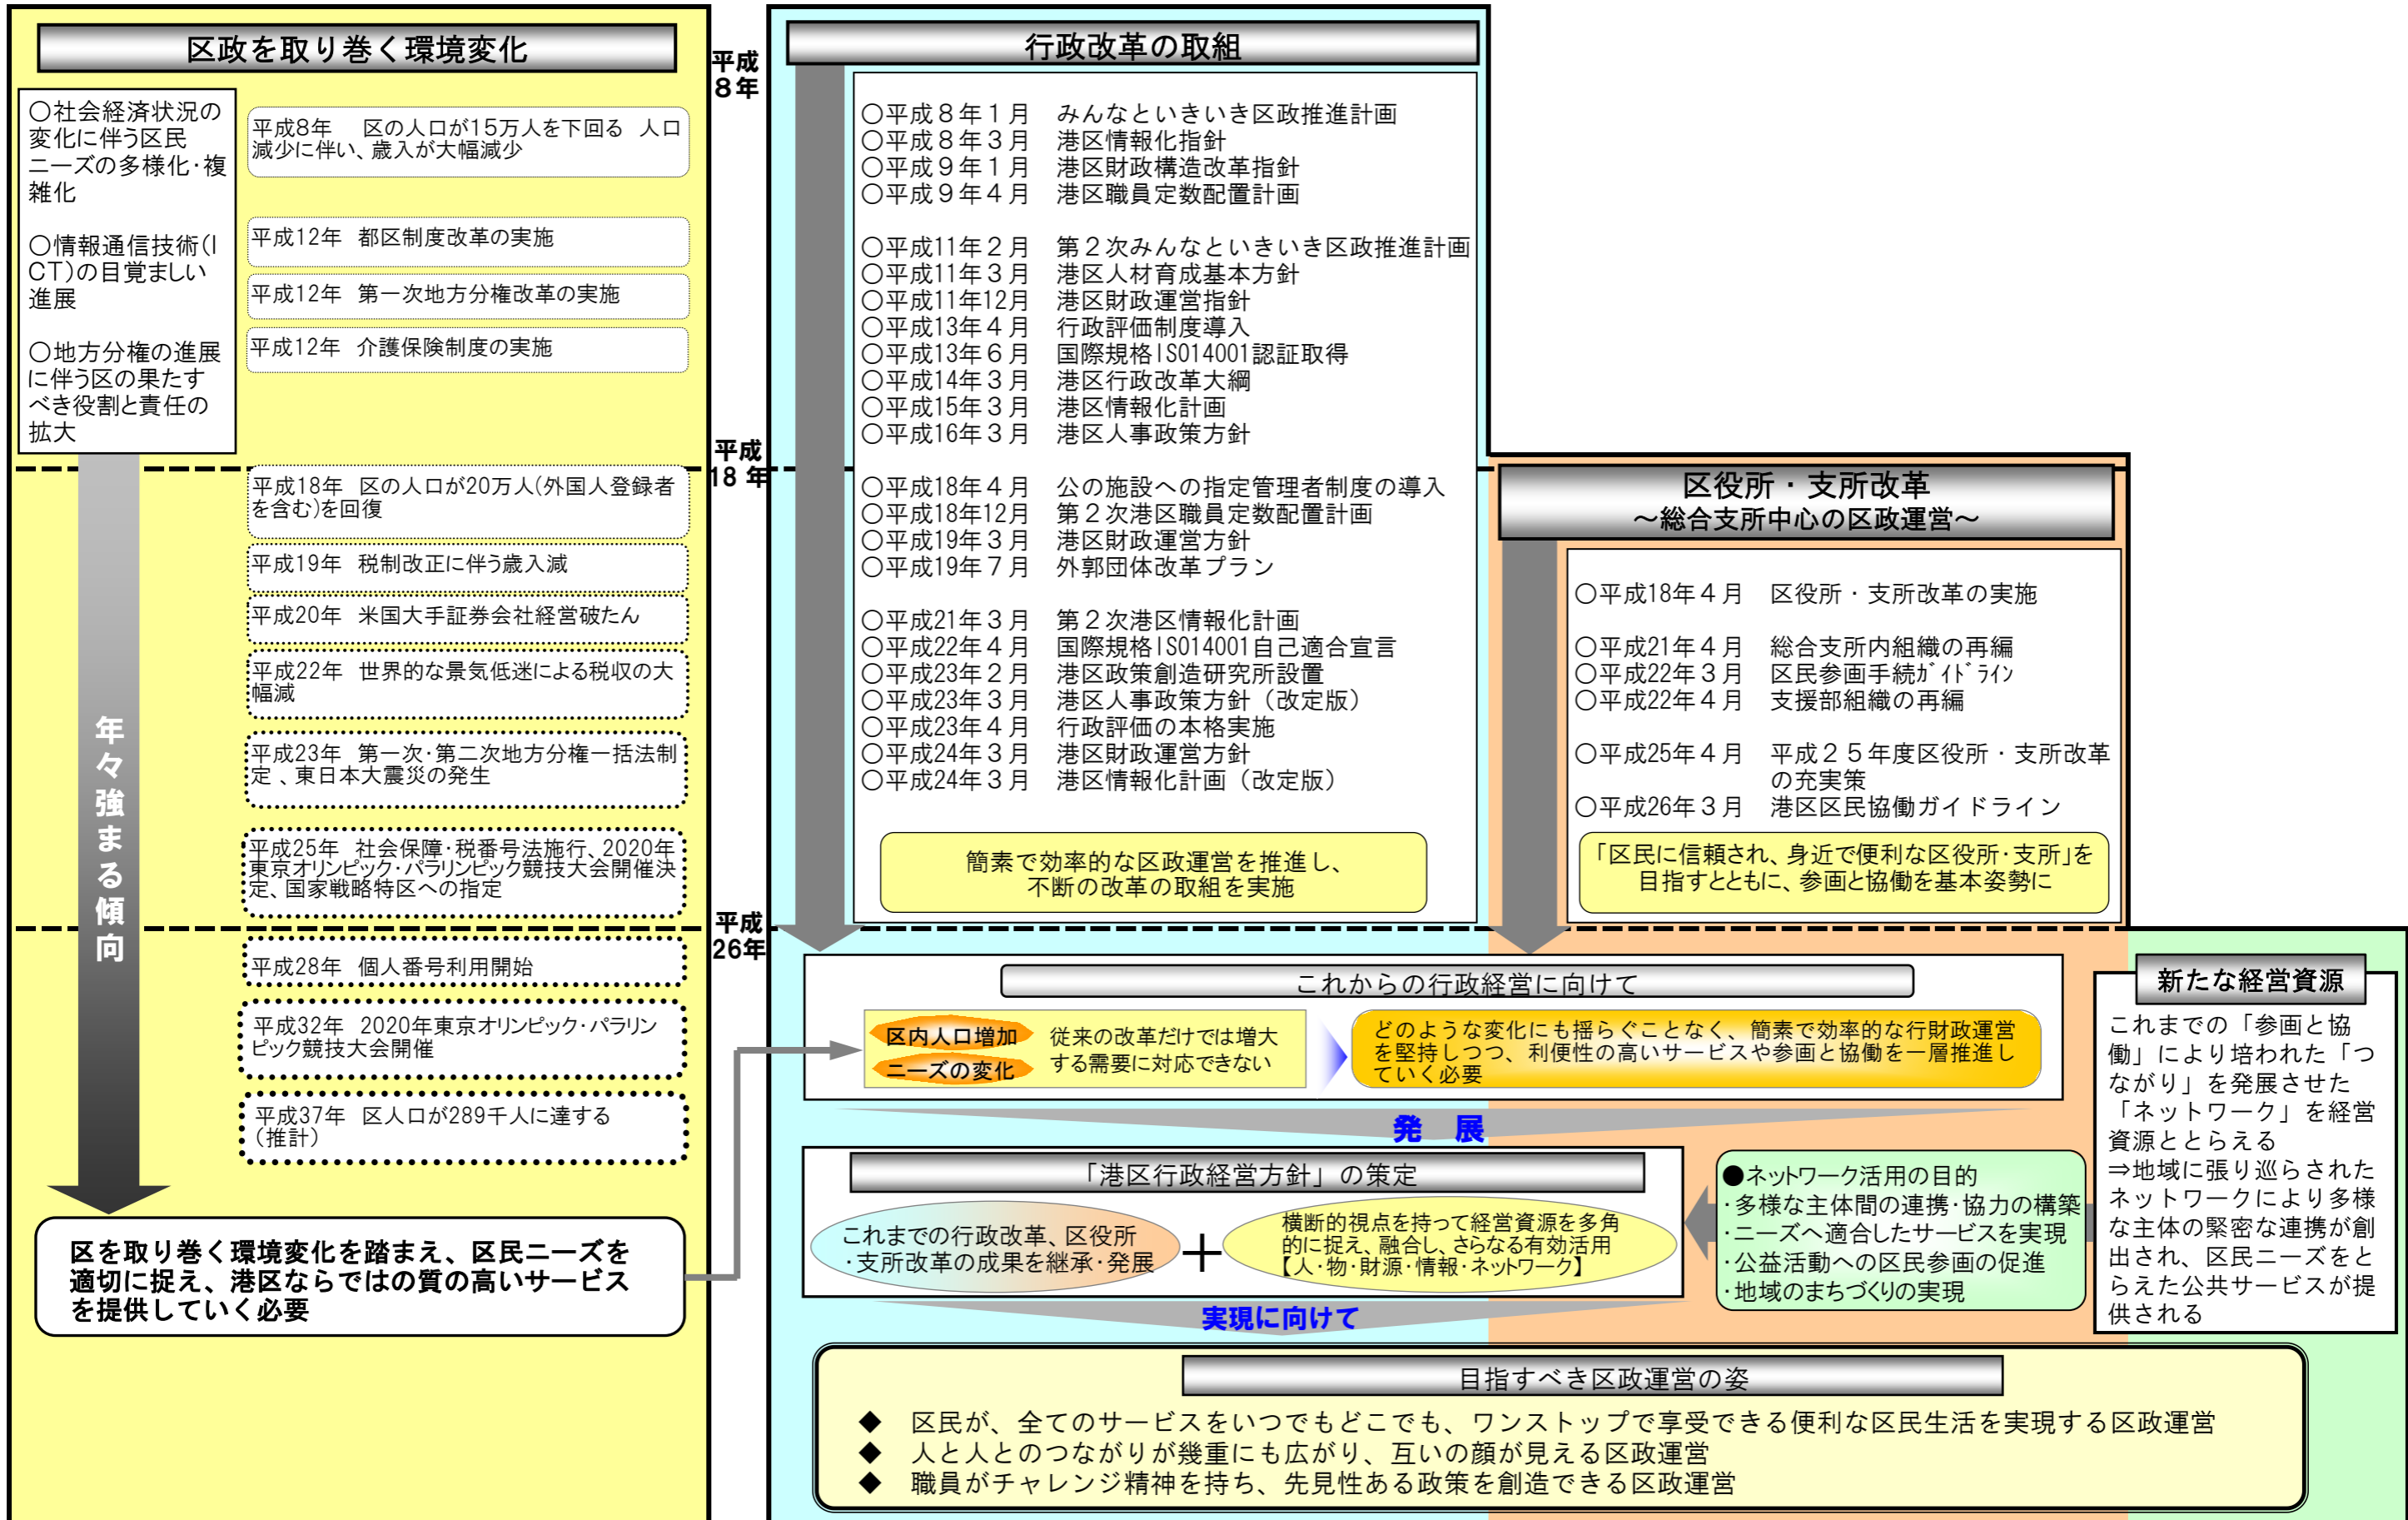 区政を取り巻く環境変化
〇社会経済状況の
変化に伴う区民
ニーズの多様化・複
雑化
〇情報通信技術(I
CT)の目覚ましい
進展
〇地方分権の進展
に伴う区の果たす
べき役割と責任の
拡大
年々強まる傾向
平成8年　区の人口が15万人を下回る　人口
減少に伴い、歳入が大幅減少
平成12年　都区制度改革の実施
平成12年　第一次地方分権改革の実施
平成12年　介護保険制度の実施
平成18年　区の人口が20万人(外国人登録者
を含む)を回復
平成19年　税制改正に伴う歳入減
平成20年　米国大手証券会社経営破たん
平成22年　世界的な景気低迷による税収の大
幅減
平成23年　第一次・第二次地方分権一括法制
定、東日本大震災の発生
平成25年　社会保障・税番号法施行、2020年
東京オリンピック・パラリンピック競技大会開催決
定、国家戦略特区への指定
平成28年　個人番号利用開始
平成32年　2020年東京オリンピック・パラリン
ピック競技大会開催
平成37年　区人口が289千人に達する
（推計）
区を取り巻く環境変化を踏まえ、区民ニーズを
適切に捉え、港区ならではの質の高いサービス
を提供していく必要
平成
8年
平成
18年
平成
26年
行政改革の取組
〇平成８年１月　みんなといきいき区政推進計画
〇平成８年３月　港区情報化指針
〇平成９年１月　港区財政構造改革指針
〇平成９年４月　港区職員定数配置計画
〇平成11年２月　第２次みんなといきいき区政推進計画
〇平成11年３月　港区人材育成基本方針
〇平成11年12月　港区財政運営指針
〇平成13年４月　行政評価制度導入
〇平成13年６月　国際規格ISO14001認証取得
〇平成14年３月　港区行政改革大綱
〇平成15年３月　港区情報化計画
〇平成16年３月　港区人事政策方針
〇平成18年４月　公の施設への指定管理者制度の導入
〇平成18年12月　第２次港区職員定数配置計画
〇平成19年３月　港区財政運営方針
〇平成19年７月　外郭団体改革プラン
〇平成21年３月　第２次港区情報化計画
〇平成22年４月　国際規格ISO14001自己適合宣言
〇平成23年２月　港区政策創造研究所設置
〇平成23年３月　港区人事政策方針（改定版）
〇平成23年４月　行政評価の本格実施
〇平成24年３月　港区財政運営方針
〇平成24年３月　港区情報化計画（改定版）
簡素で効率的な区政運営を推進し、
不断の改革の取組を実施
区役所・支所改革
～総合支所中心の区政運営～
〇平成18年４月　区役所・支所改革の実施
〇平成21年４月　総合支所内組織の再編
〇平成22年３月　区民参画手続ｶﾞｲﾄﾞﾗｲﾝ
〇平成22年４月　支援部組織の再編
〇平成25年４月　平成２５年度区役所・支所改革
の充実策
〇平成26年３月　港区区民協働ガイドライン
「区民に信頼され、身近で便利な区役所・支所」を
目指すとともに、参画と協働を基本姿勢に
これからの行政経営に向けて
区内人口増加
ニーズの変化
従来の改革だけでは増大
する需要に対応できない
どのような変化にも揺らぐことなく、簡素で効率的な行財政運営
を堅持しつつ、利便性の高いサービスや参画と協働を一層推進し
ていく必要
発　展
「港区行政経営方針」の策定
これまでの行政改革、区役所
・支所改革の成果を継承・発展
＋
横断的視点を持って経営資源を多角
的に捉え、融合し、さらなる有効活用
【人・物・財源・情報・ネットワーク】
●ネットワーク活用の目的
・多様な主体間の連携・協力の構築
・ニーズへ適合したサービスを実現
・公益活動への区民参画の促進
・地域のまちづくりの実現
新たな経営資源
これまでの「参画と協
働」により培われた「つ
ながり」を発展させた
「ネットワーク」を経営
資源ととらえる
⇒地域に張り巡らされた
ネットワークにより多様
な主体の緊密な連携が創
出され、区民ニーズをと
らえた公共サービスが提
供される
実現に向けて
目指すべき区政運営の姿
◆　区民が、全てのサービスをいつでもどこでも、ワンストップで享受できる便利な区民生活を実現する区政運営
◆　人と人とのつながりが幾重にも広がり、互いの顔が見える区政運営
◆　職員がチャレンジ精神を持ち、先見性ある政策を創造できる区政運営